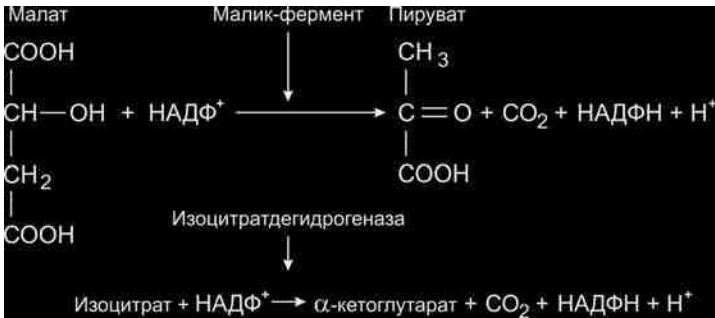 Малат Малик-фермент Пируват
COOH CH3
CH—OH + НАДФ⁺ ⟶ C=O + CO2 + НАДФН + H⁺
CH2 COOH
COOH
Изоцитратдегидрогеназа
Изоцитрат + НАДФ⁺ ⟶ α-кетоглутарат + CO2 + НАДФН + H⁺